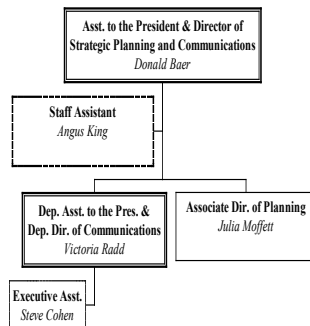 Asst. to the President & Director of
Strategic Planning and Communications
Donald Baer
Staff Assistant
Angus King
Dep. Asst. to the Pres. &
Dep. Dir. of Communications
Victoria Radd
Associate Dir. of Planning
Julia Moffett
Executive Asst.
Steve Cohen